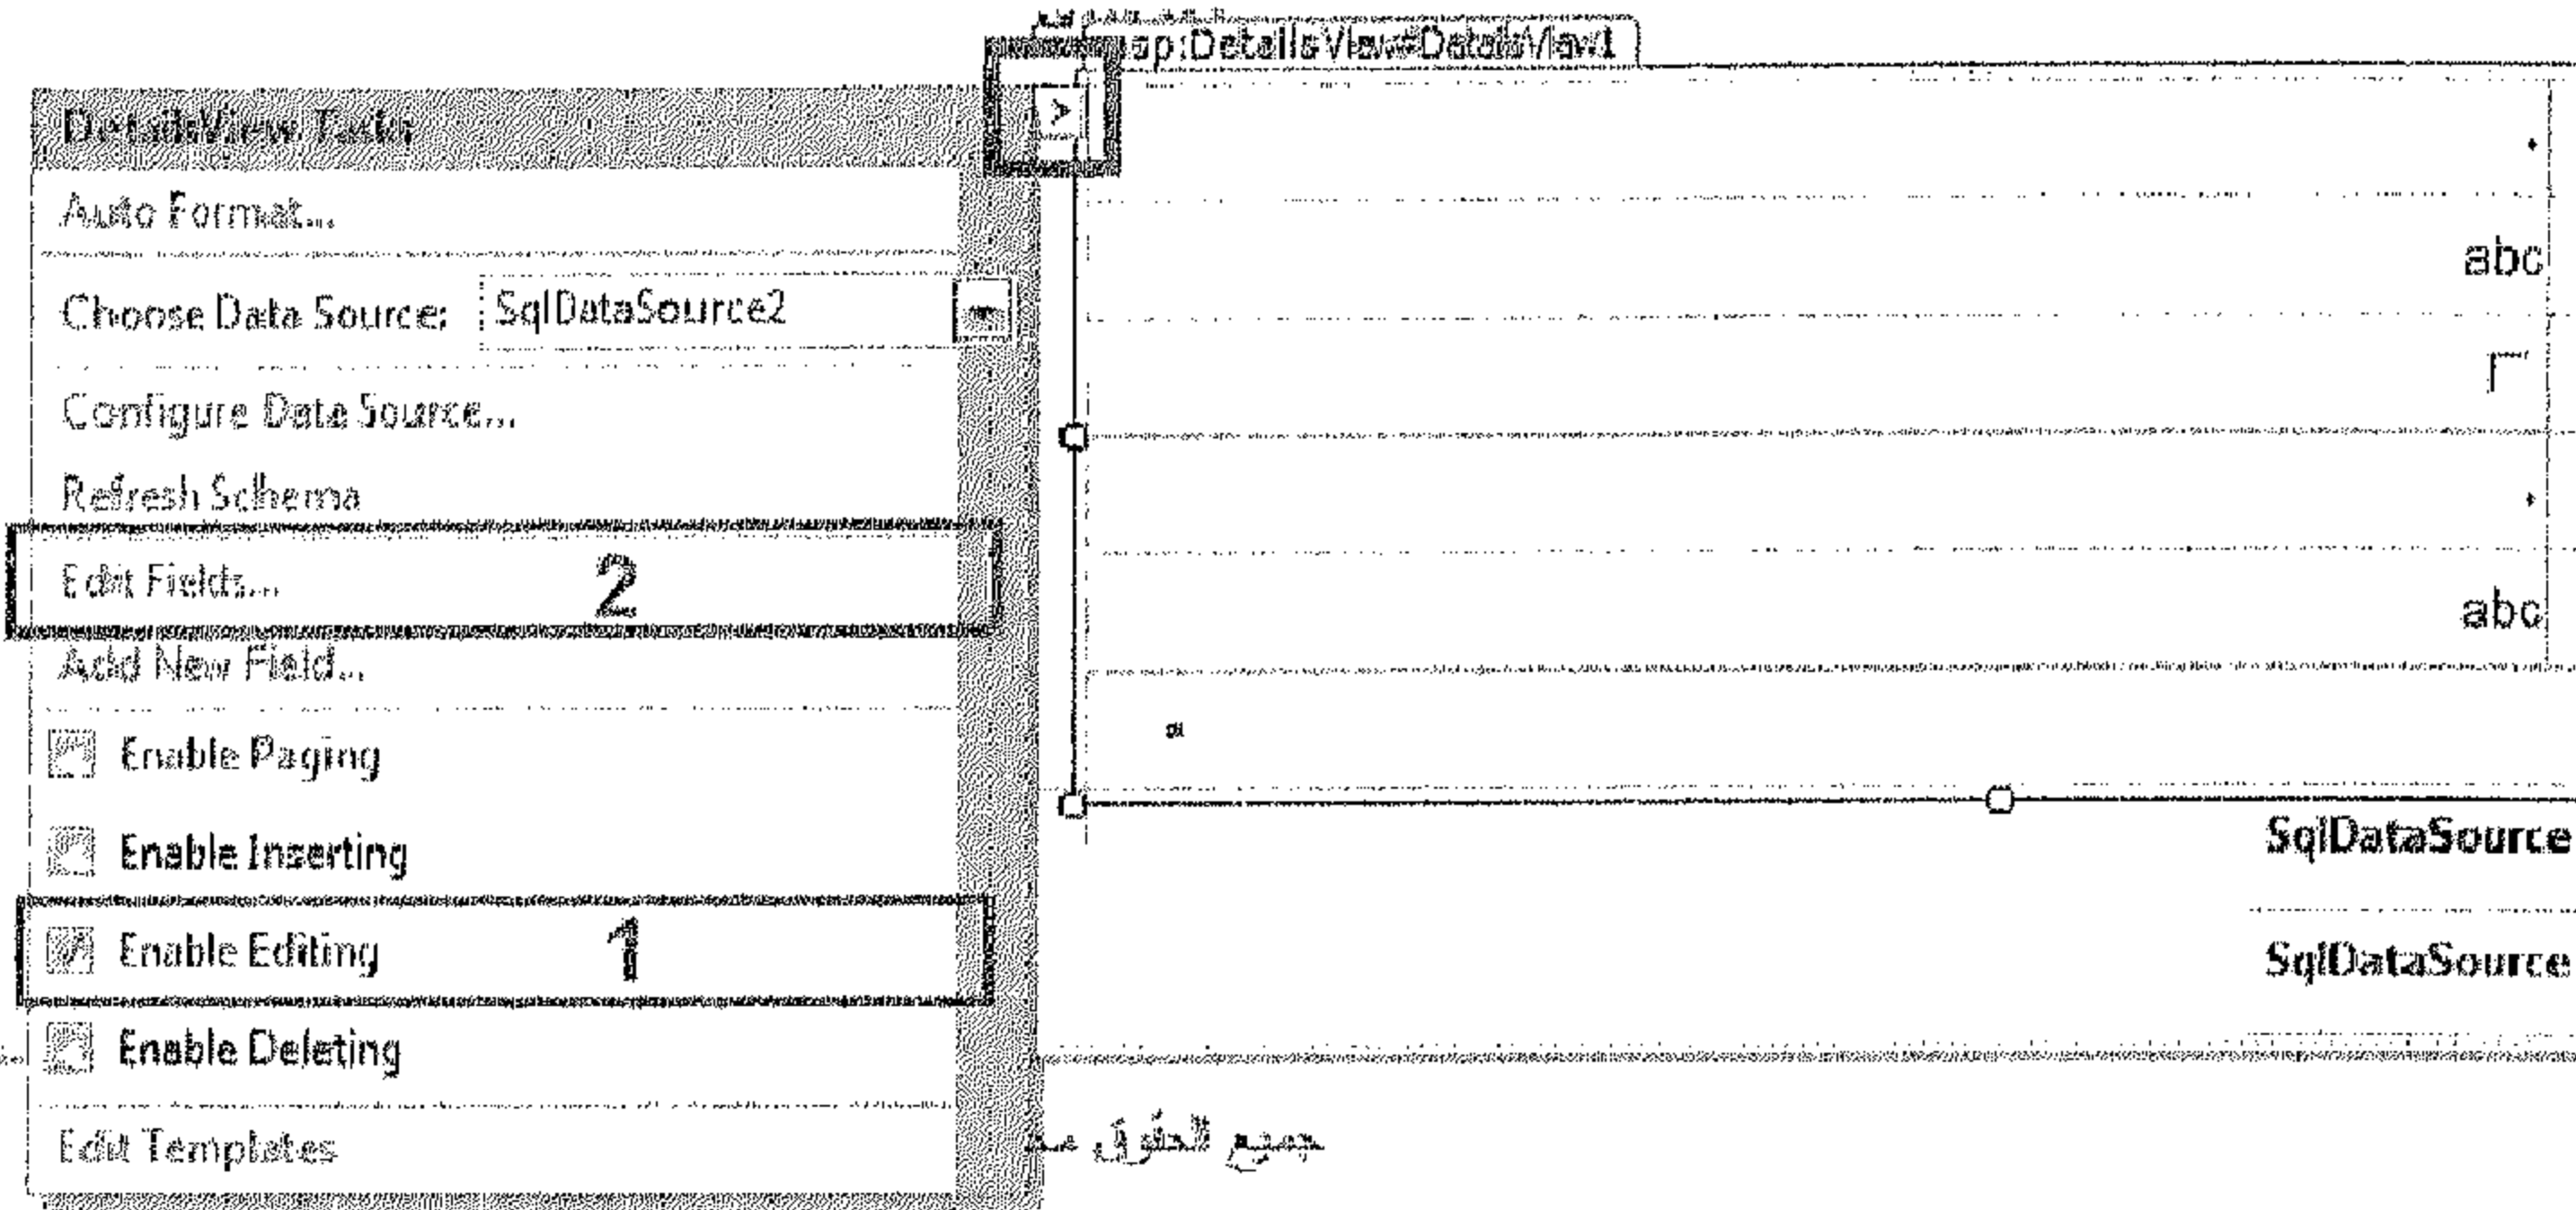 asp:DetailsView#DetailsView1
DetailsView Tasks
Auto Format...
Choose Data Source: SqlDataSource2
Configure Data Source...
Refresh Schema
Edit Fields... 2
Add New Field...
Enable Paging
Enable Inserting
Enable Editing 1
Enable Deleting
Edit Templates
abc
abc
SqlDataSource
SqlDataSource
جميع الحقوق